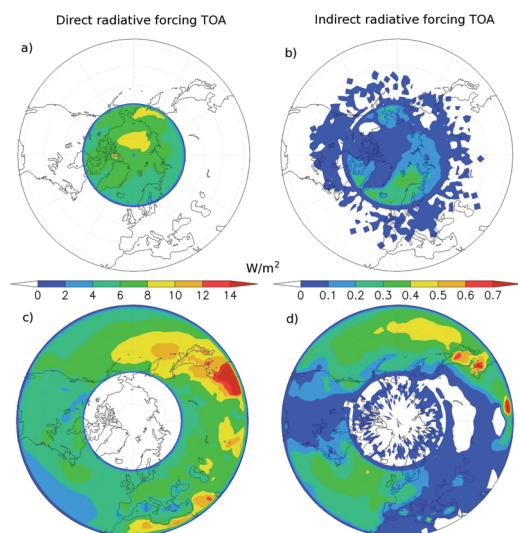 Direct radiative forcing TOA
Indirect radiative forcing TOA
a)
b)
W/m²
0 2 4 6 8 10 12 14
0 0.1 0.2 0.3 0.4 0.5 0.6 0.7
c)
d)